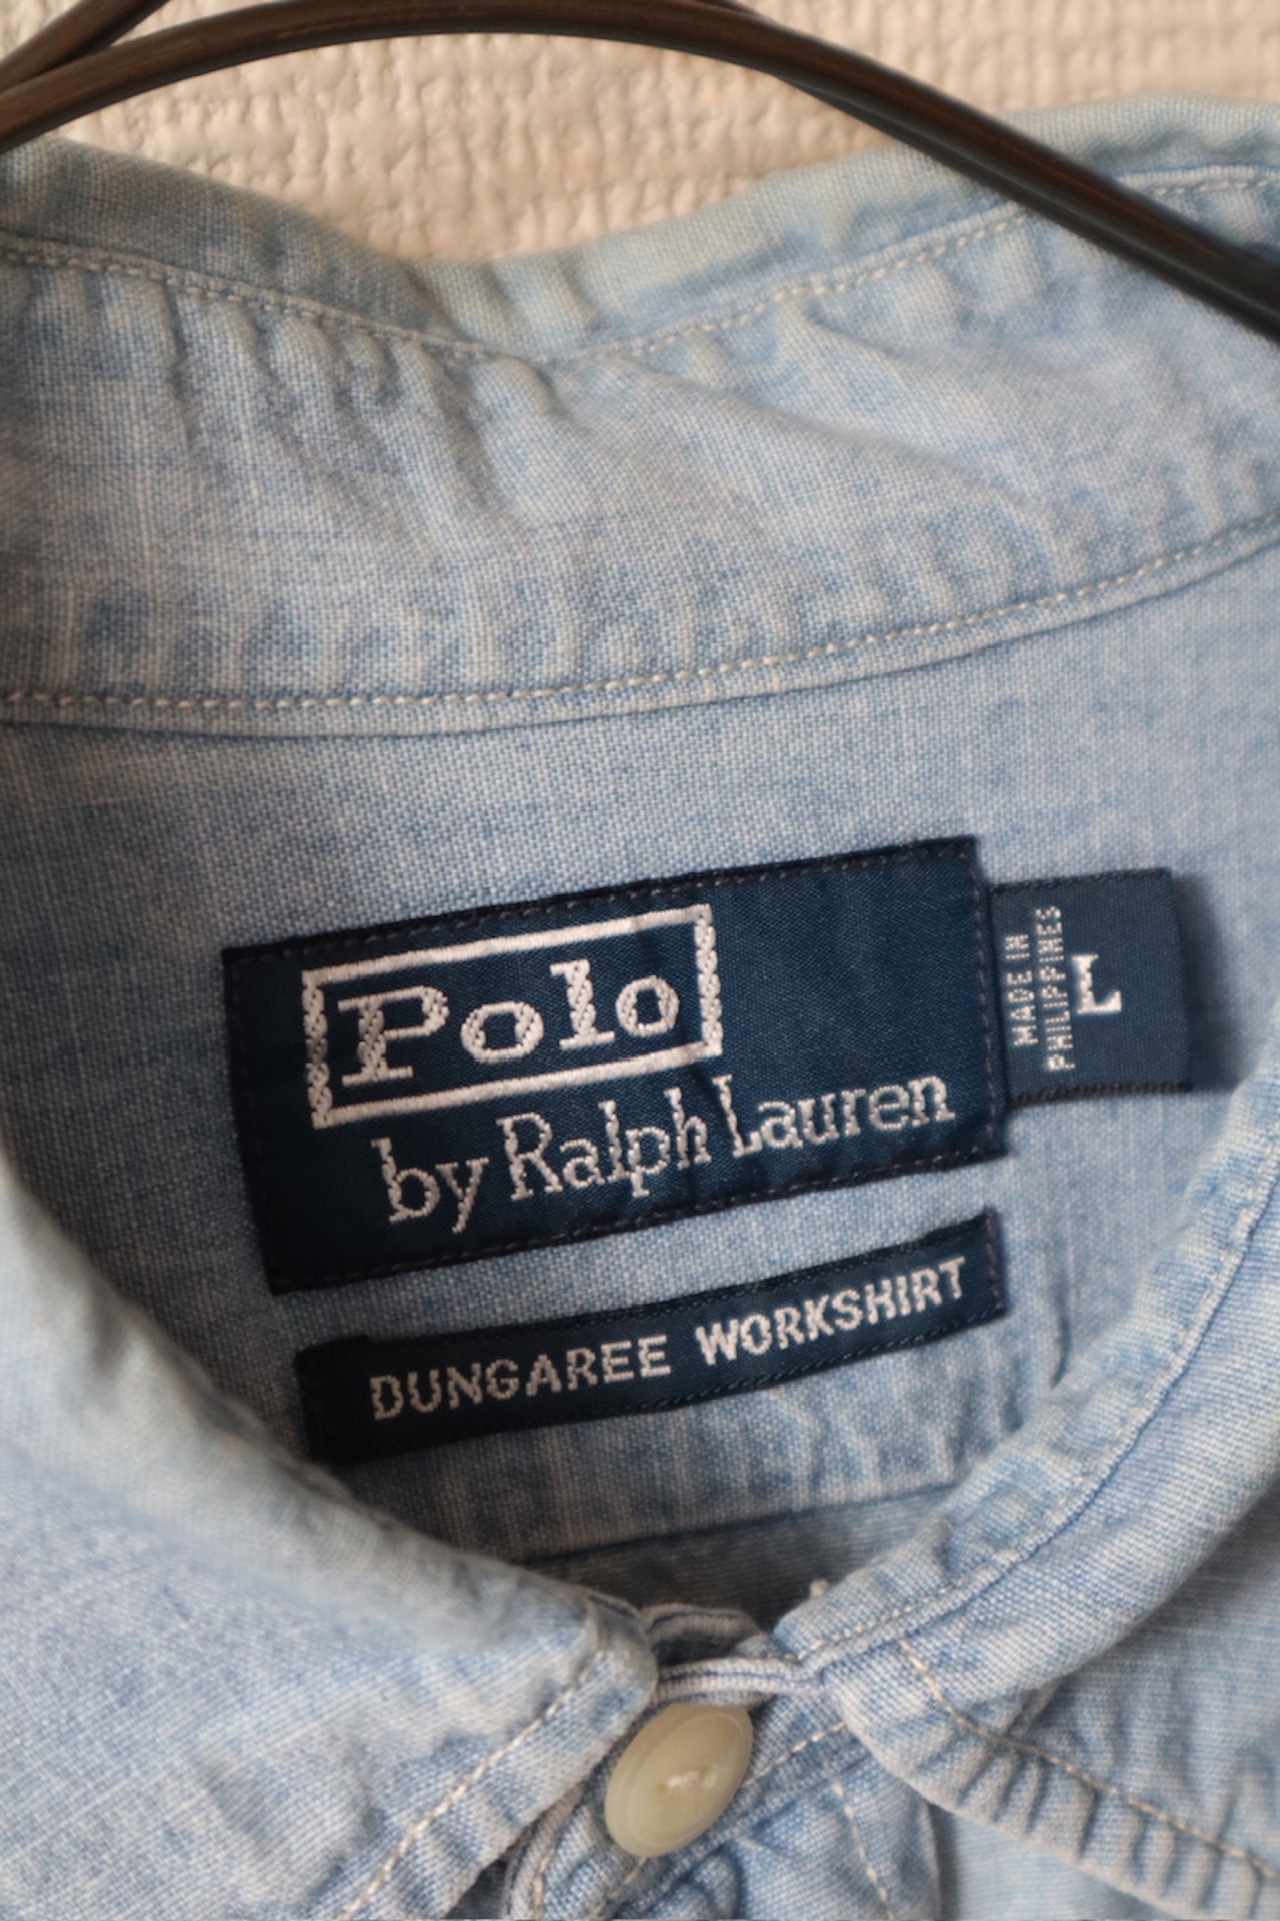 Polo
by Ralph Lauren
MADE IN
PHILIPPINES
L
DUNGAREE WORKSHIRT